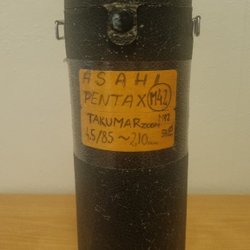 ASAHI
PENTAX M42
TAKUMAR ZOOM
4.5/85~210